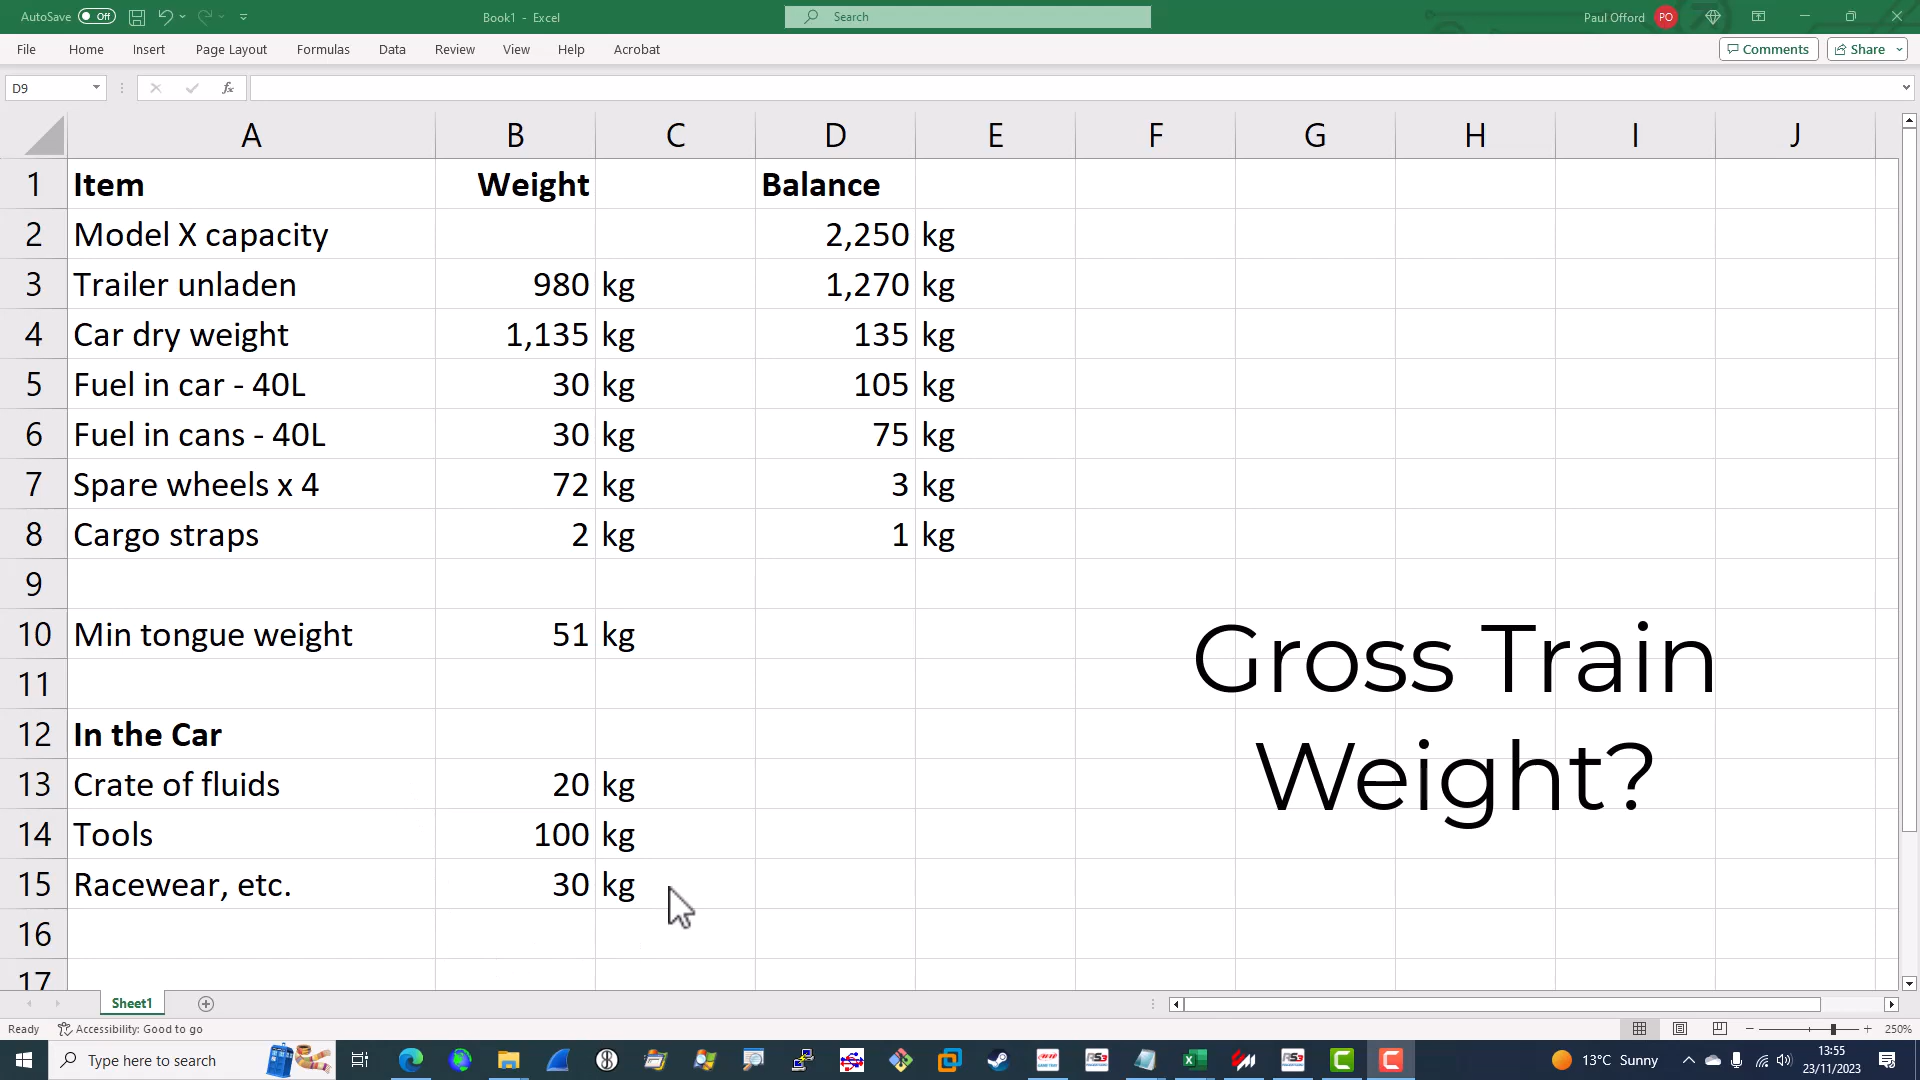 AutoSave Off
Book1 - Excel
Search
Paul Offord PO
File Home Insert Page Layout Formulas Data Review View Help Acrobat
Comments Share
D9
fx
A B C D E F G H I J
1 Item Weight Balance
2 Model X capacity 2,250 kg
3 Trailer unladen 980 kg 1,270 kg
4 Car dry weight 1,135 kg 135 kg
5 Fuel in car - 40L 30 kg 105 kg
6 Fuel in cans - 40L 30 kg 75 kg
7 Spare wheels x 4 72 kg 3 kg
8 Cargo straps 2 kg 1 kg
9
10 Min tongue weight 51 kg
11
12 In the Car
13 Crate of fluids 20 kg
14 Tools 100 kg
15 Racewear, etc. 30 kg
16
17
Gross Train
Weight?
Sheet1
Ready Accessibility: Good to go
250%
Type here to search
13°C Sunny
13:55
23/11/2023